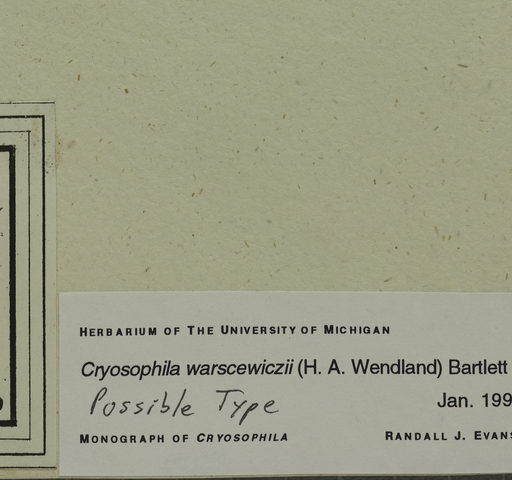 HERBARIUM OF THE UNIVERSITY OF MICHIGAN
Cryosophila warscewiczii (H. A. Wendland) Bartlett
Possible Type Jan. 199
MONOGRAPH OF CRYOSOPHILA RANDALL J. EVANS